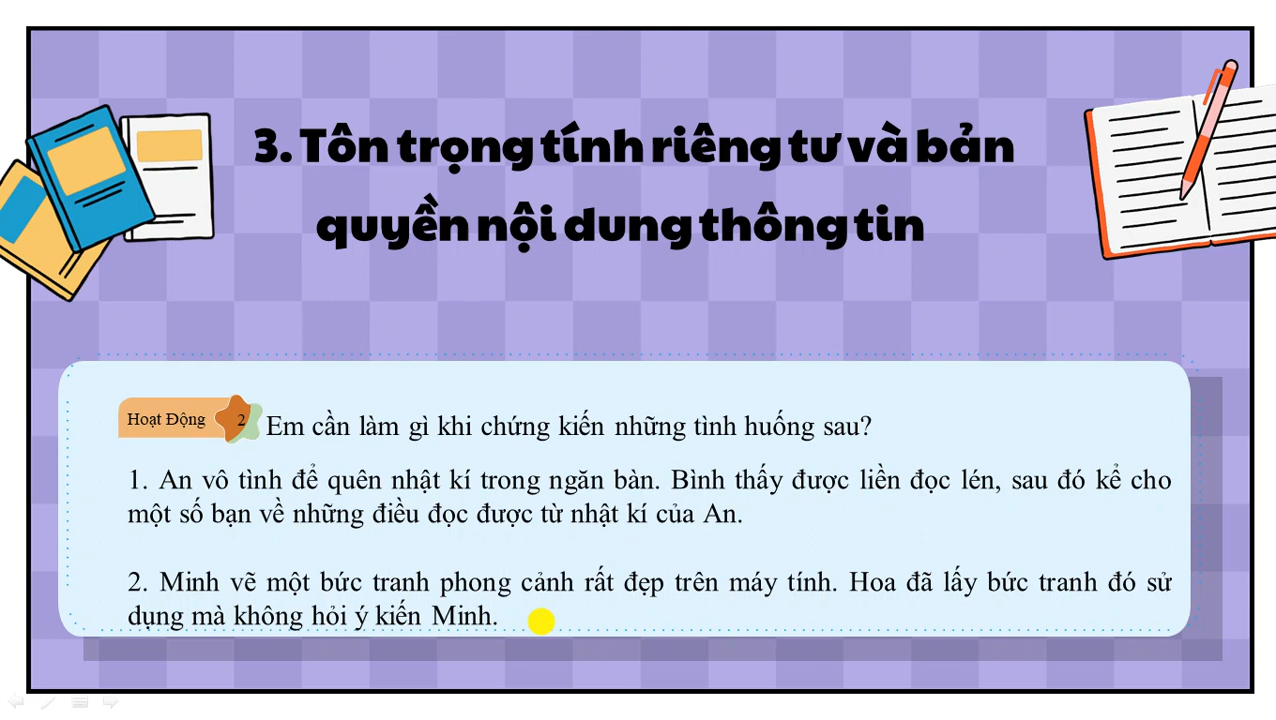 3. Tôn trọng tính riêng tư và bản
quyền nội dung thông tin
Hoạt Động 2 Em cần làm gì khi chứng kiến những tình huống sau?
1. An vô tình để quên nhật kí trong ngăn bàn. Bình thấy được liền đọc lén, sau đó kể cho
một số bạn về những điều đọc được từ nhật kí của An.
2. Minh vẽ một bức tranh phong cảnh rất đẹp trên máy tính. Hoa đã lấy bức tranh đó sử
dụng mà không hỏi ý kiến Minh.